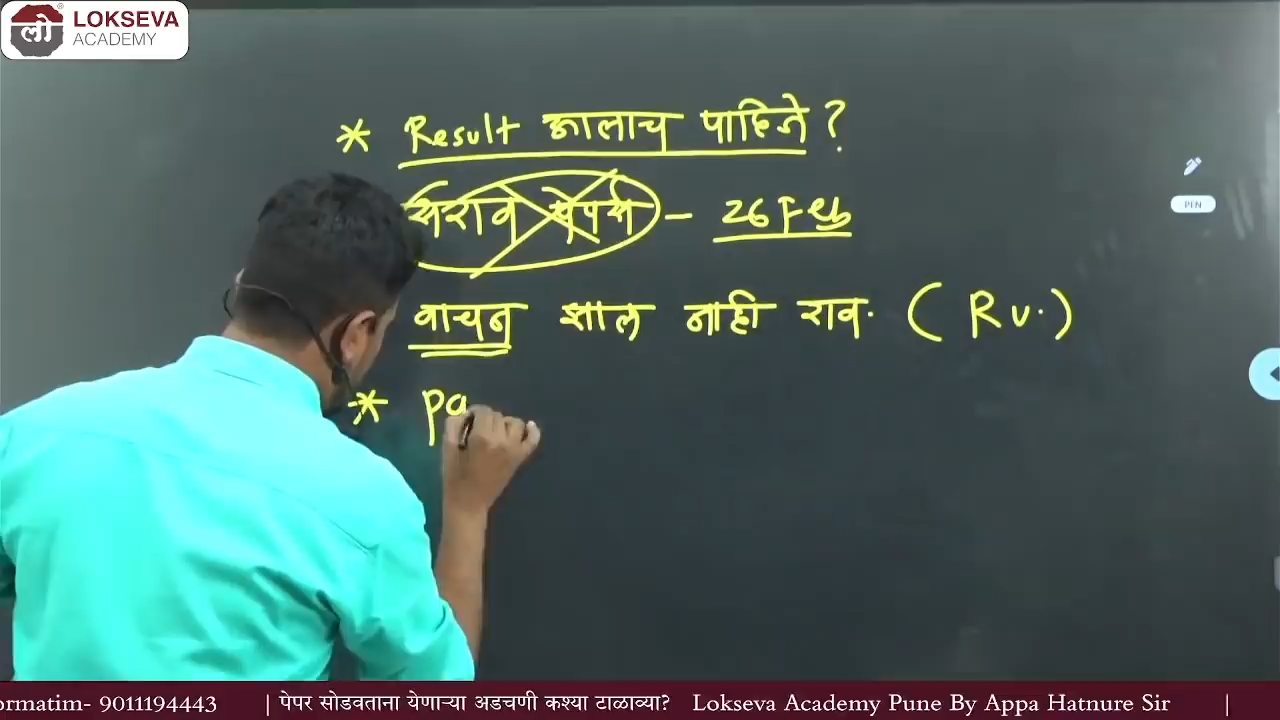 लो LOKSEVA
ACADEMY
* Result आलाच पाहिजे ?
सराव पेपर्स - 26 Feb
PEN
वाचन झाल नाही राव. ( Rv. )
* pa
ormatim- 9011194443 | पेपर सोडवताना येणाऱ्या अडचणी कश्या टाळाव्या? Lokseva Academy Pune By Appa Hatnure Sir |